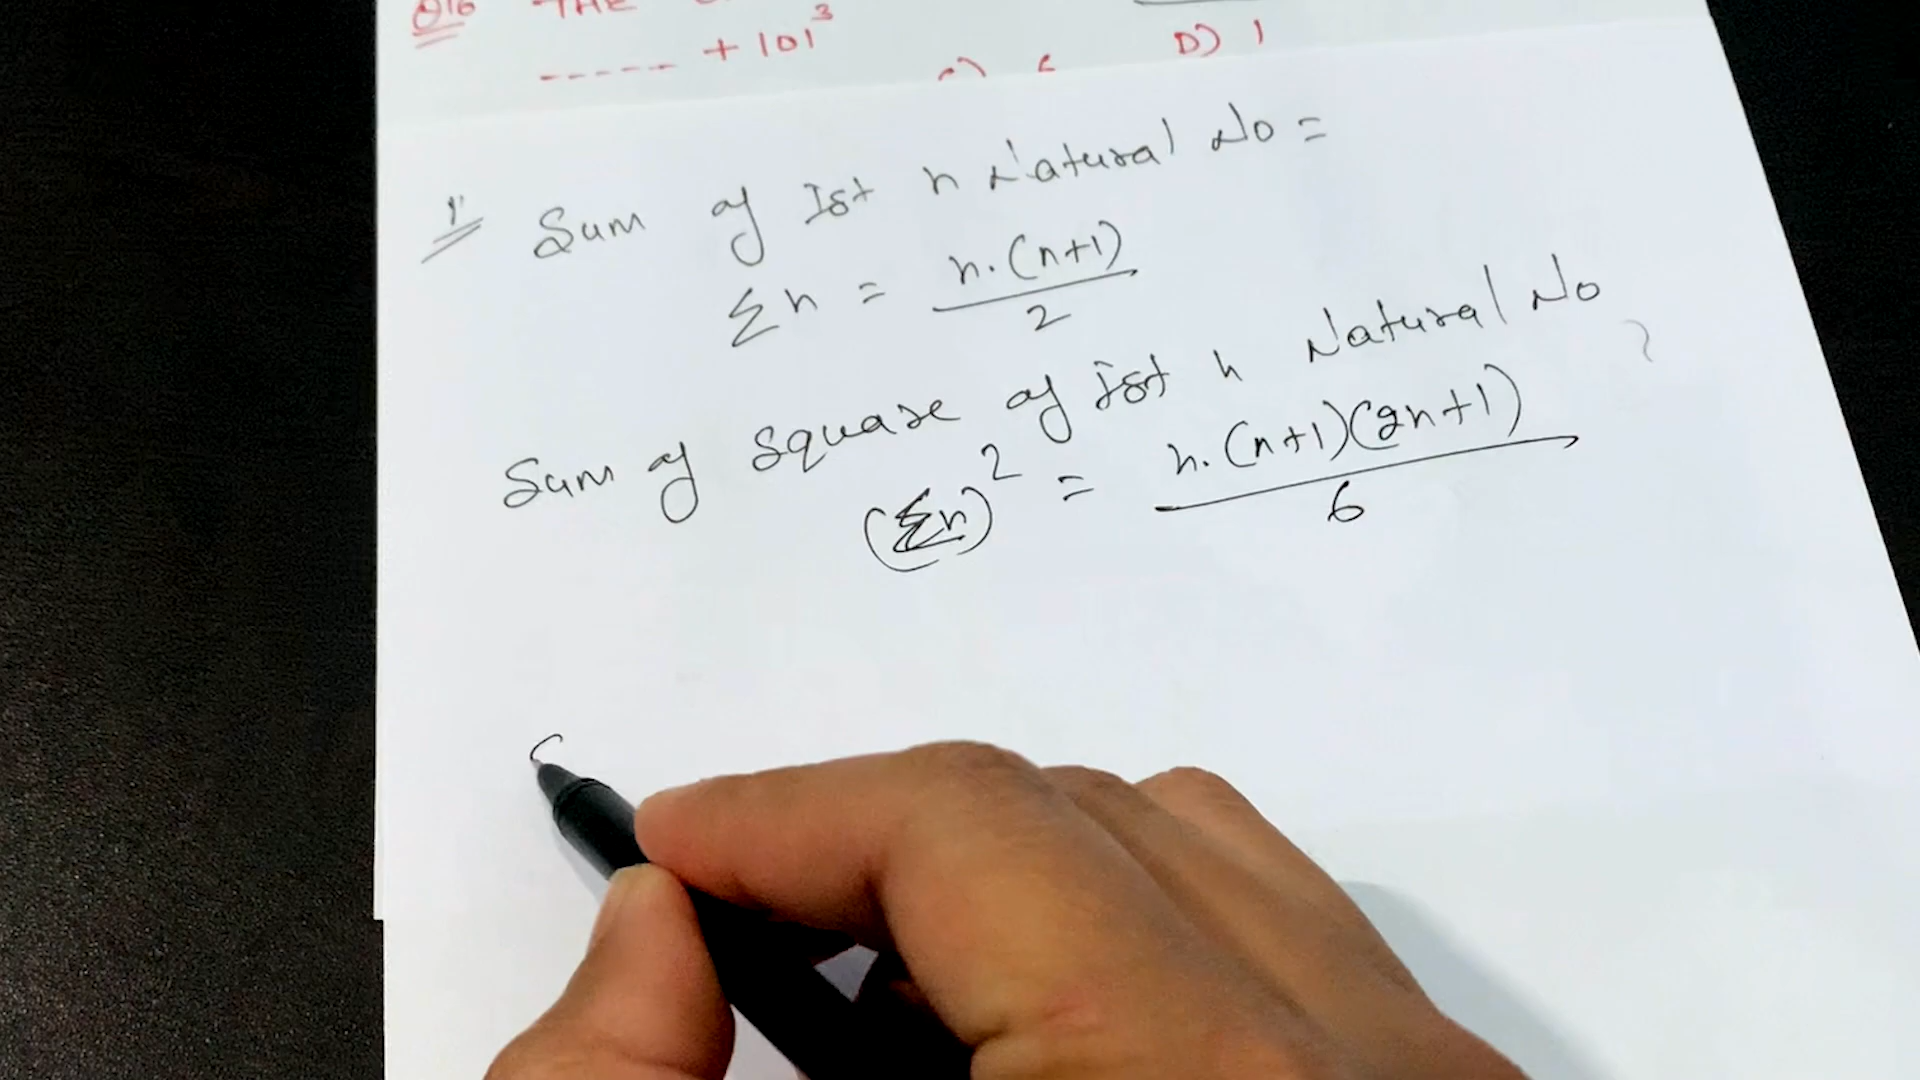 Q16 THE
----- + 101³
D) 1
1" Sum of Ist n Natural No =
Σn = n.(n+1) / 2
Sum of Square of Ist n Natural No
(Σn)² = n.(n+1)(2n+1) / 6